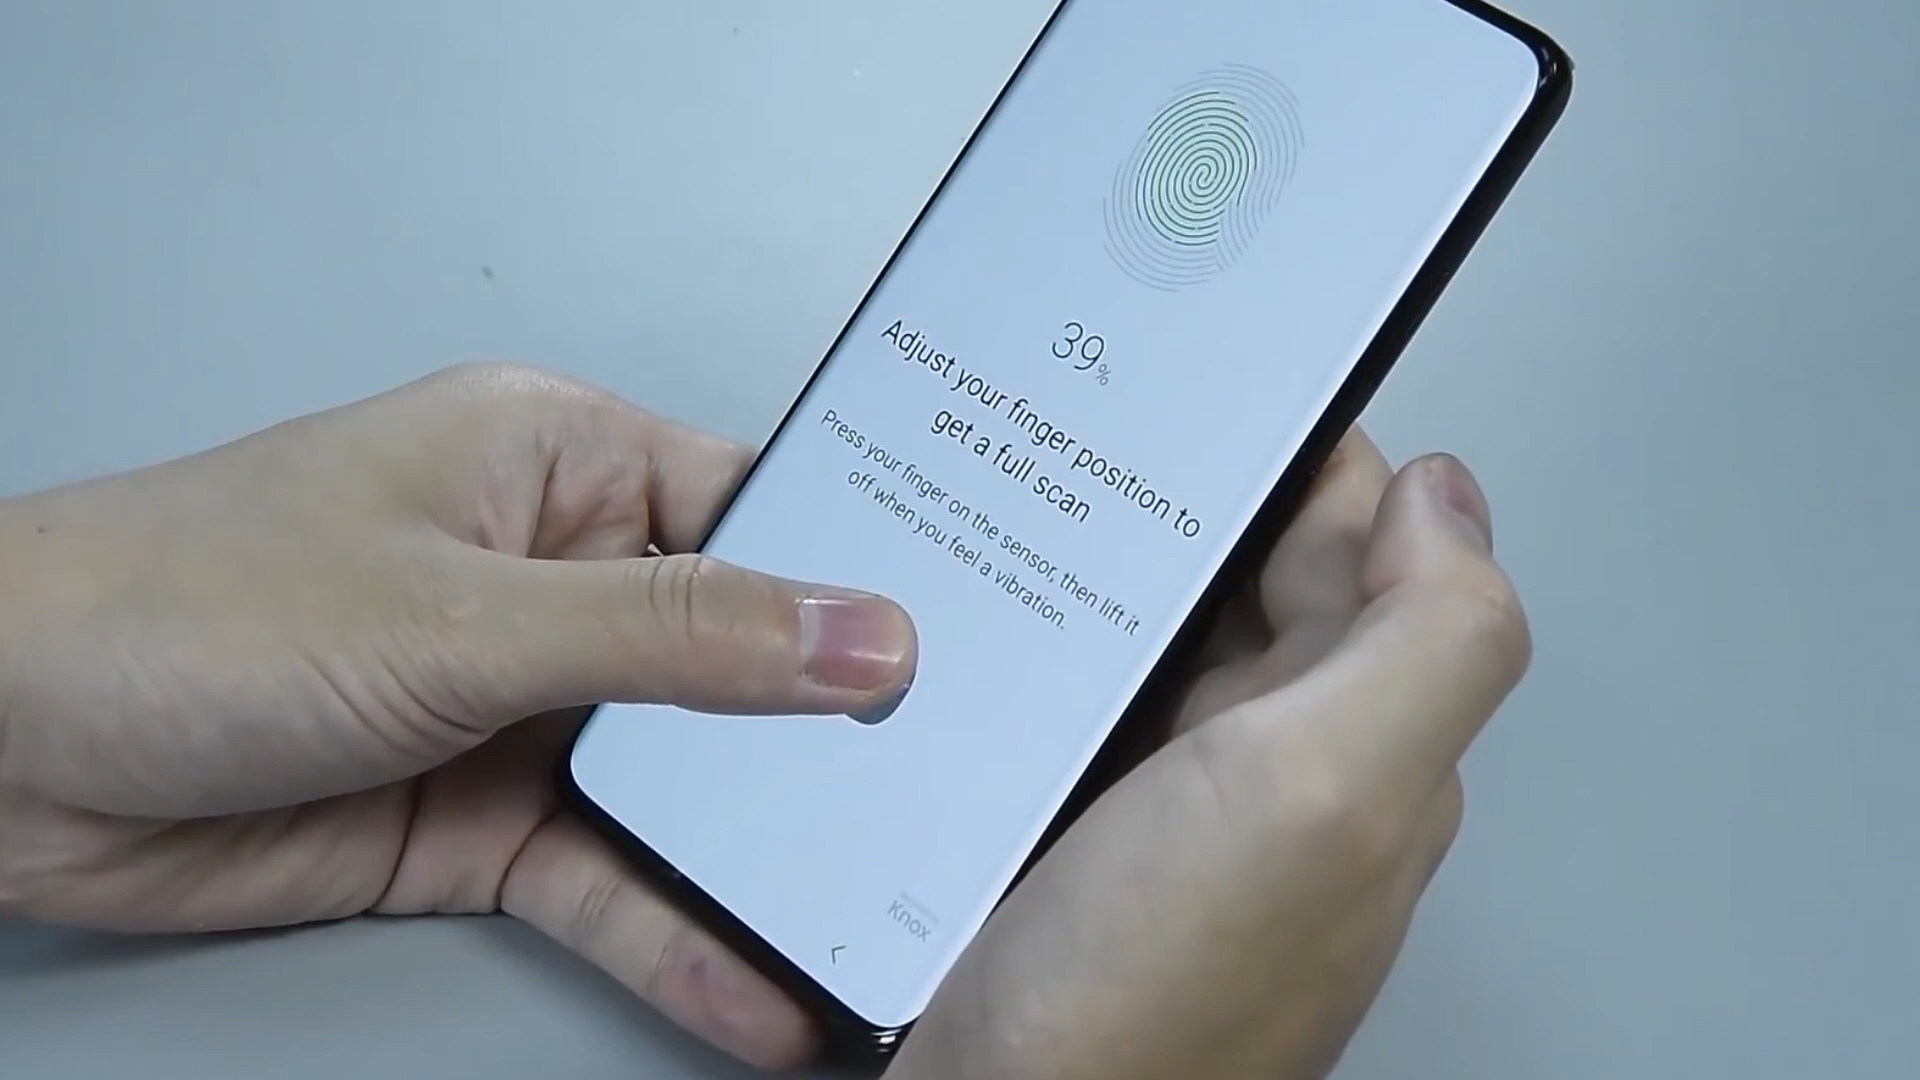 39%
Adjust your finger position to
get a full scan
Press your finger on the sensor, then lift it
off when you feel a vibration.
Knox